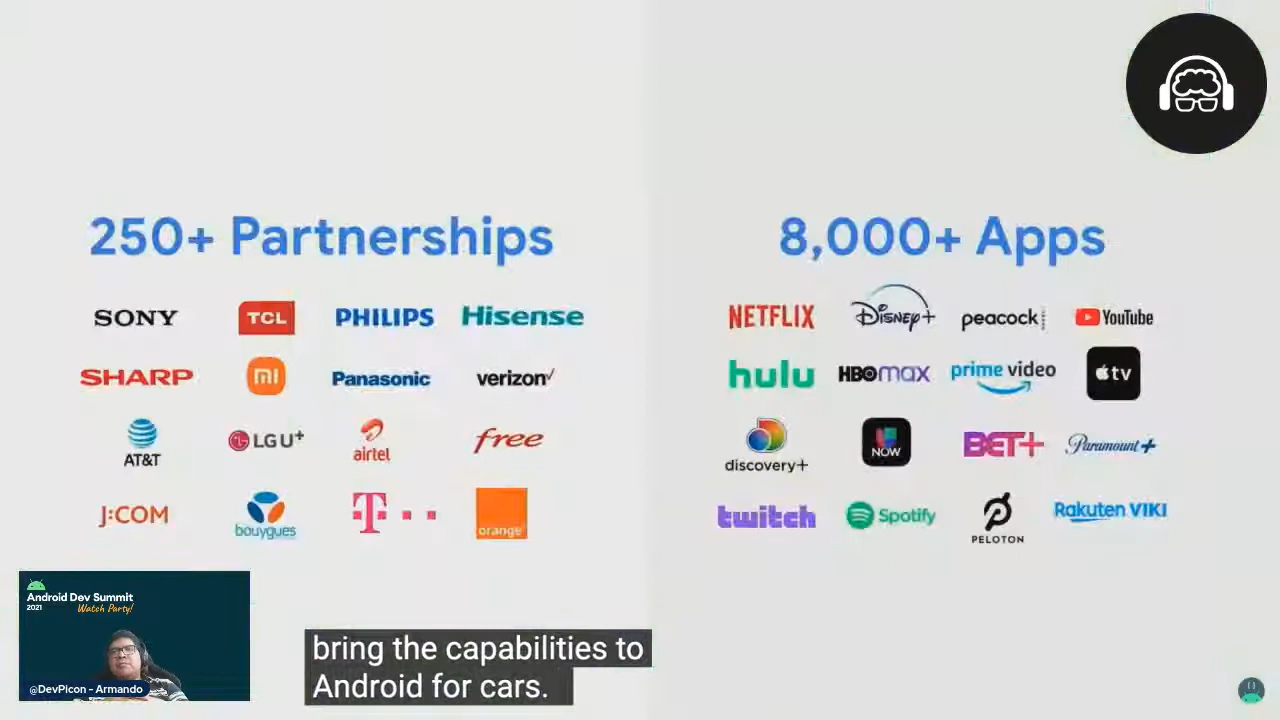 250+ Partnerships
SONY TCL PHILIPS Hisense
SHARP mi Panasonic verizon✓
AT&T LG U+ airtel free
J:COM bouygues T orange
8,000+ Apps
NETFLIX Disney+ peacock YouTube
hulu HBOmax prime video tv
discovery+ NOW BET+ Paramount+
twitch Spotify PELOTON Rakuten VIKI
Android Dev Summit
2021 Watch Party!
@DevPicon - Armando
bring the capabilities to
Android for cars.